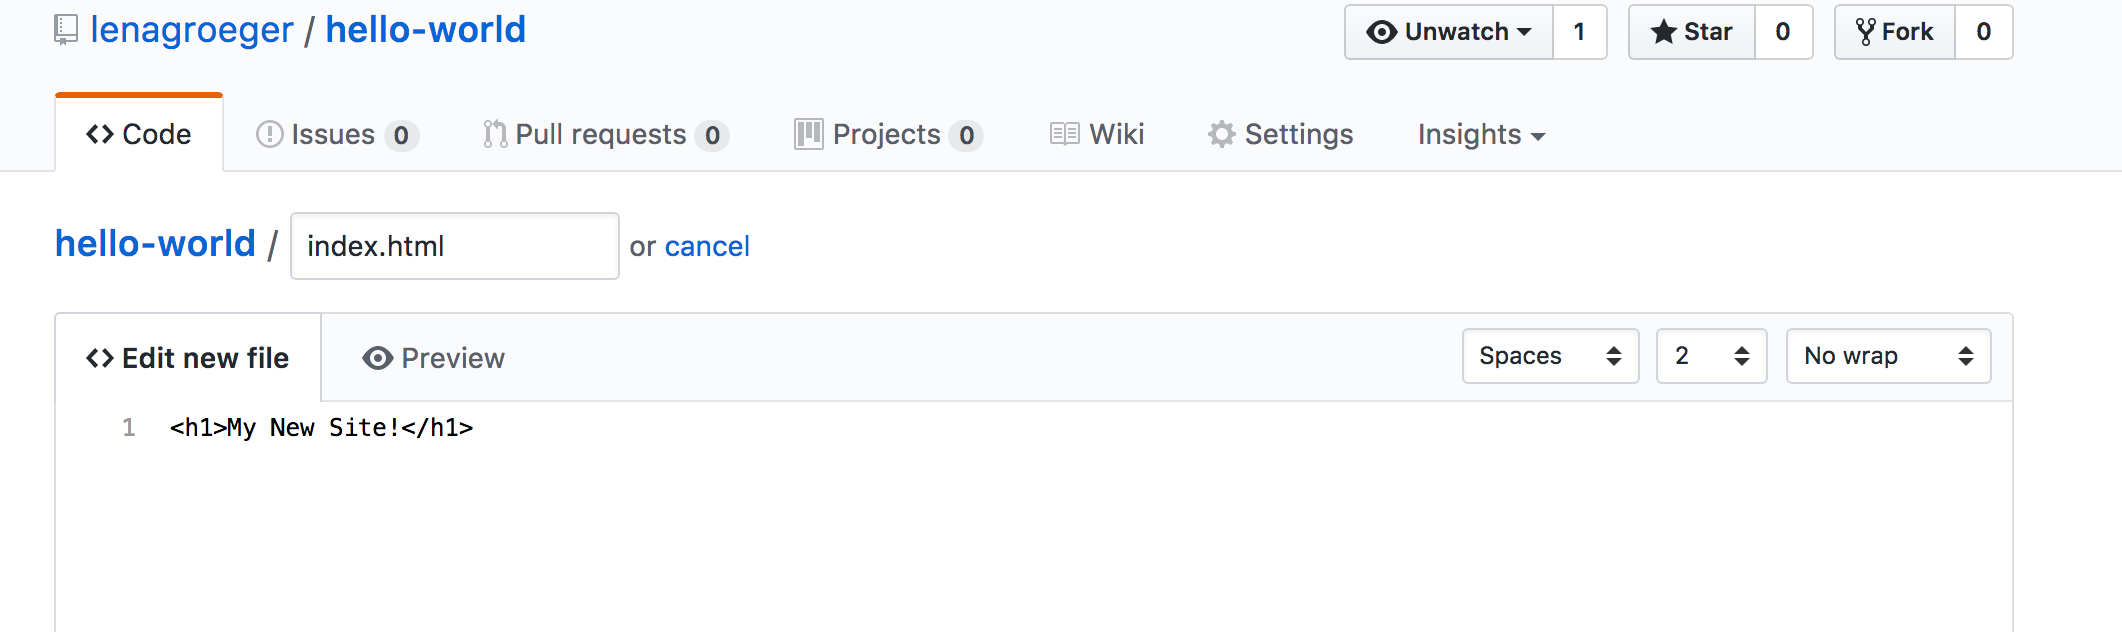 lenagroeger / hello-world
Unwatch 1 Star 0 Fork 0
Code Issues 0 Pull requests 0 Projects 0 Wiki Settings Insights
hello-world / index.html or cancel
Edit new file Preview Spaces 2 No wrap
1 <h1>My New Site!</h1>